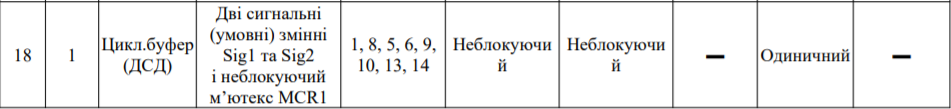 18
1
Цикл.буфер
(ДСД)
Дві сигнальні
(умовні) змінні
Sig1 та Sig2
і неблокуючий
м’ютекс MCR1
1, 8, 5, 6, 9,
10, 13, 14
Неблокуючи
й
Неблокуючи
й
—
Одиничний
—